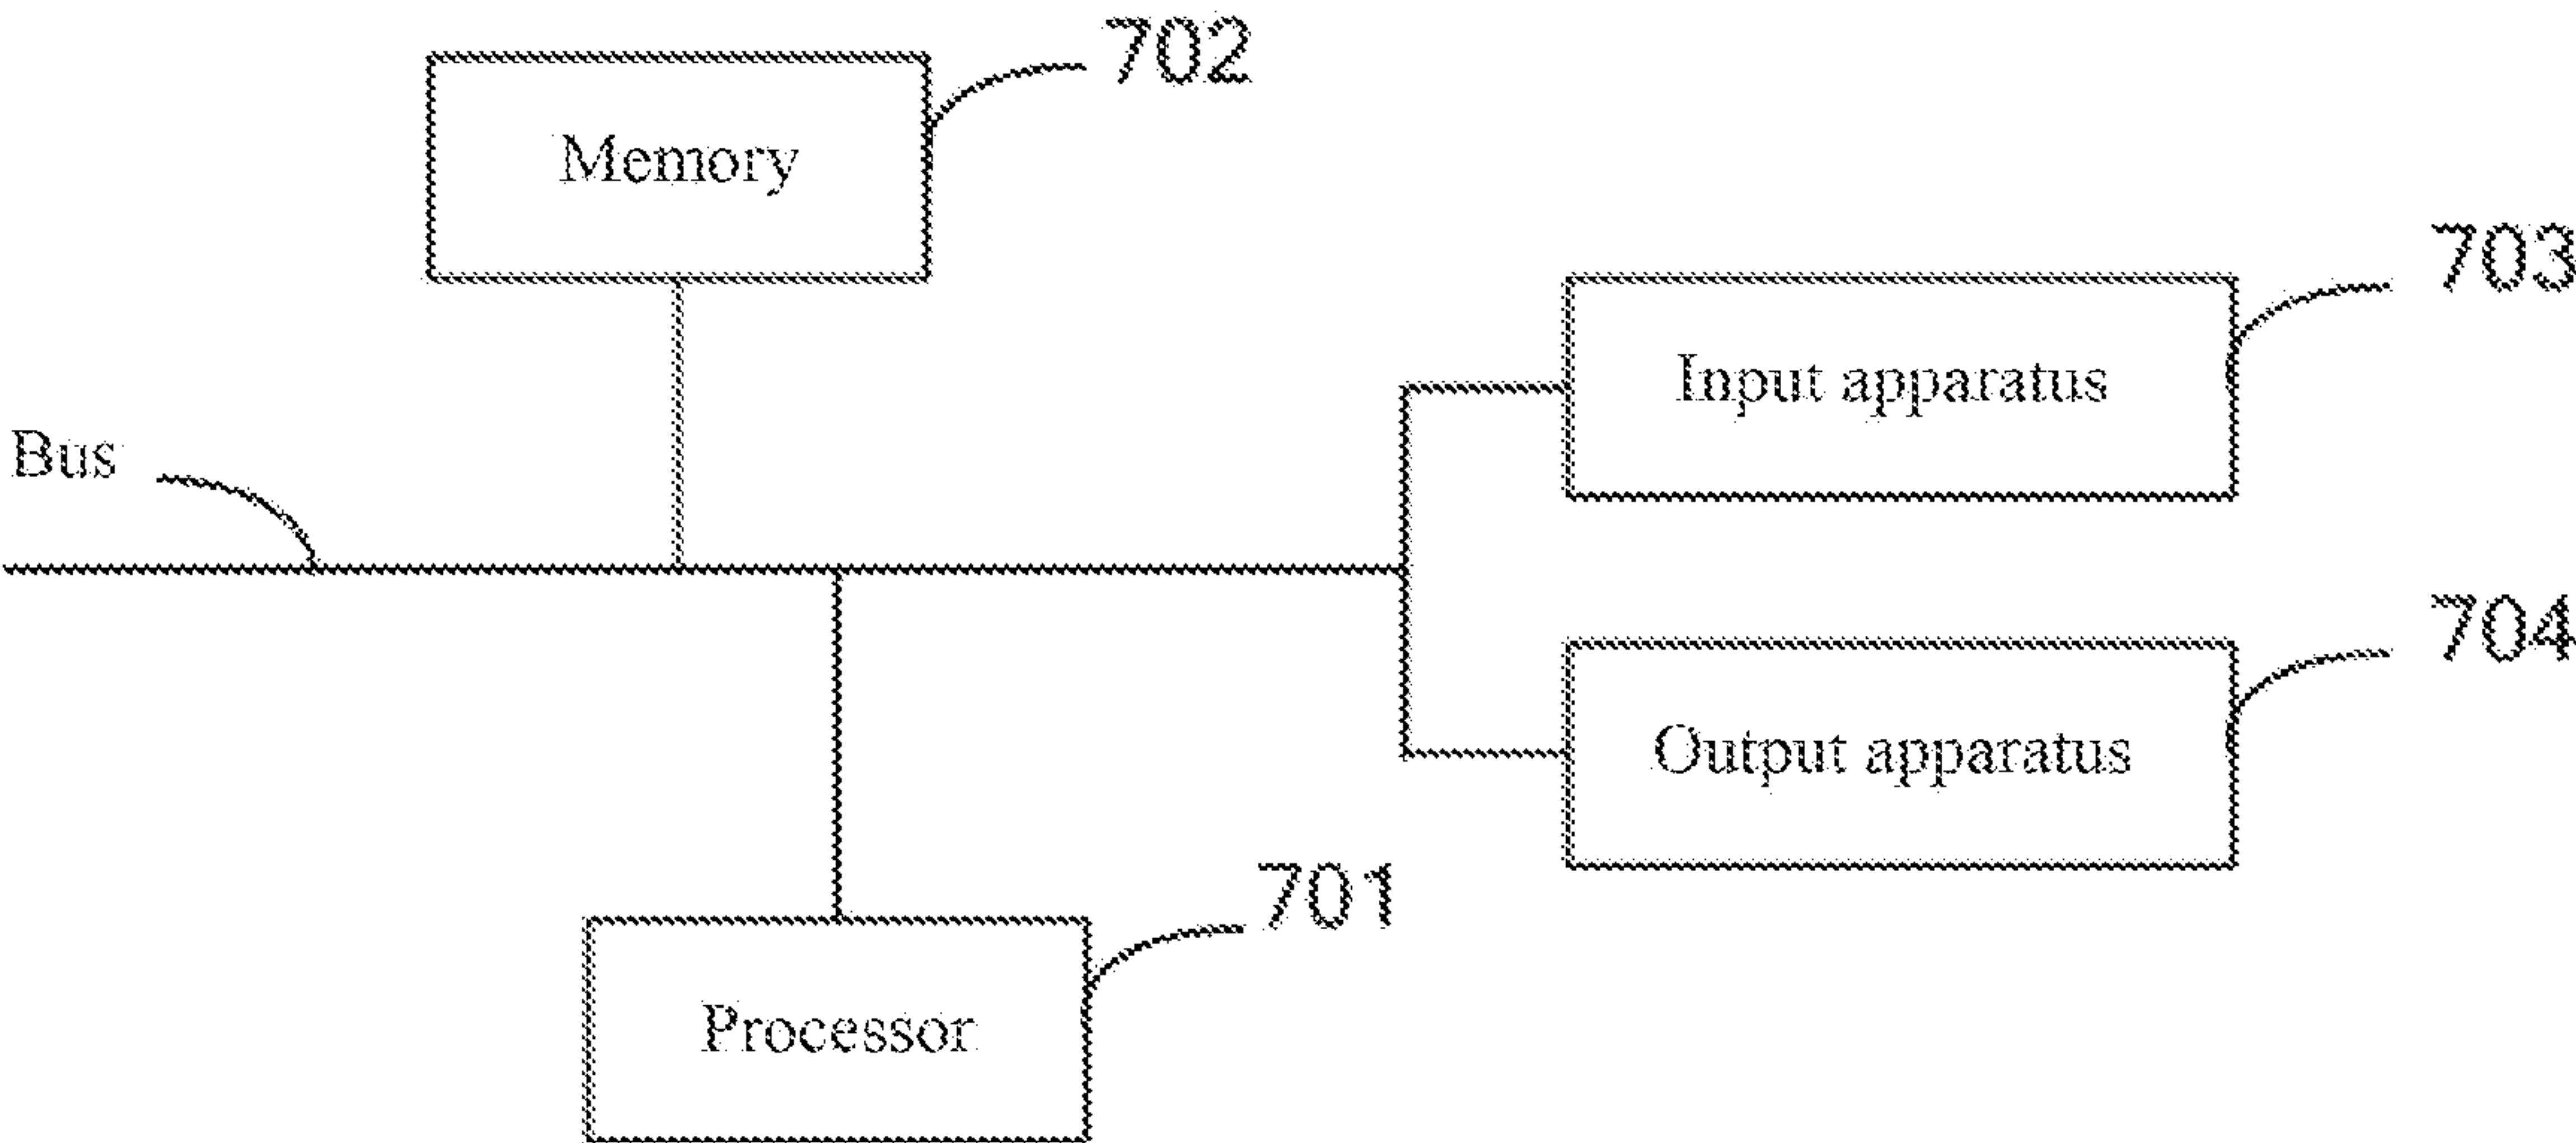 702
Memory
703
Input apparatus
Bus
704
Output apparatus
701
Processor